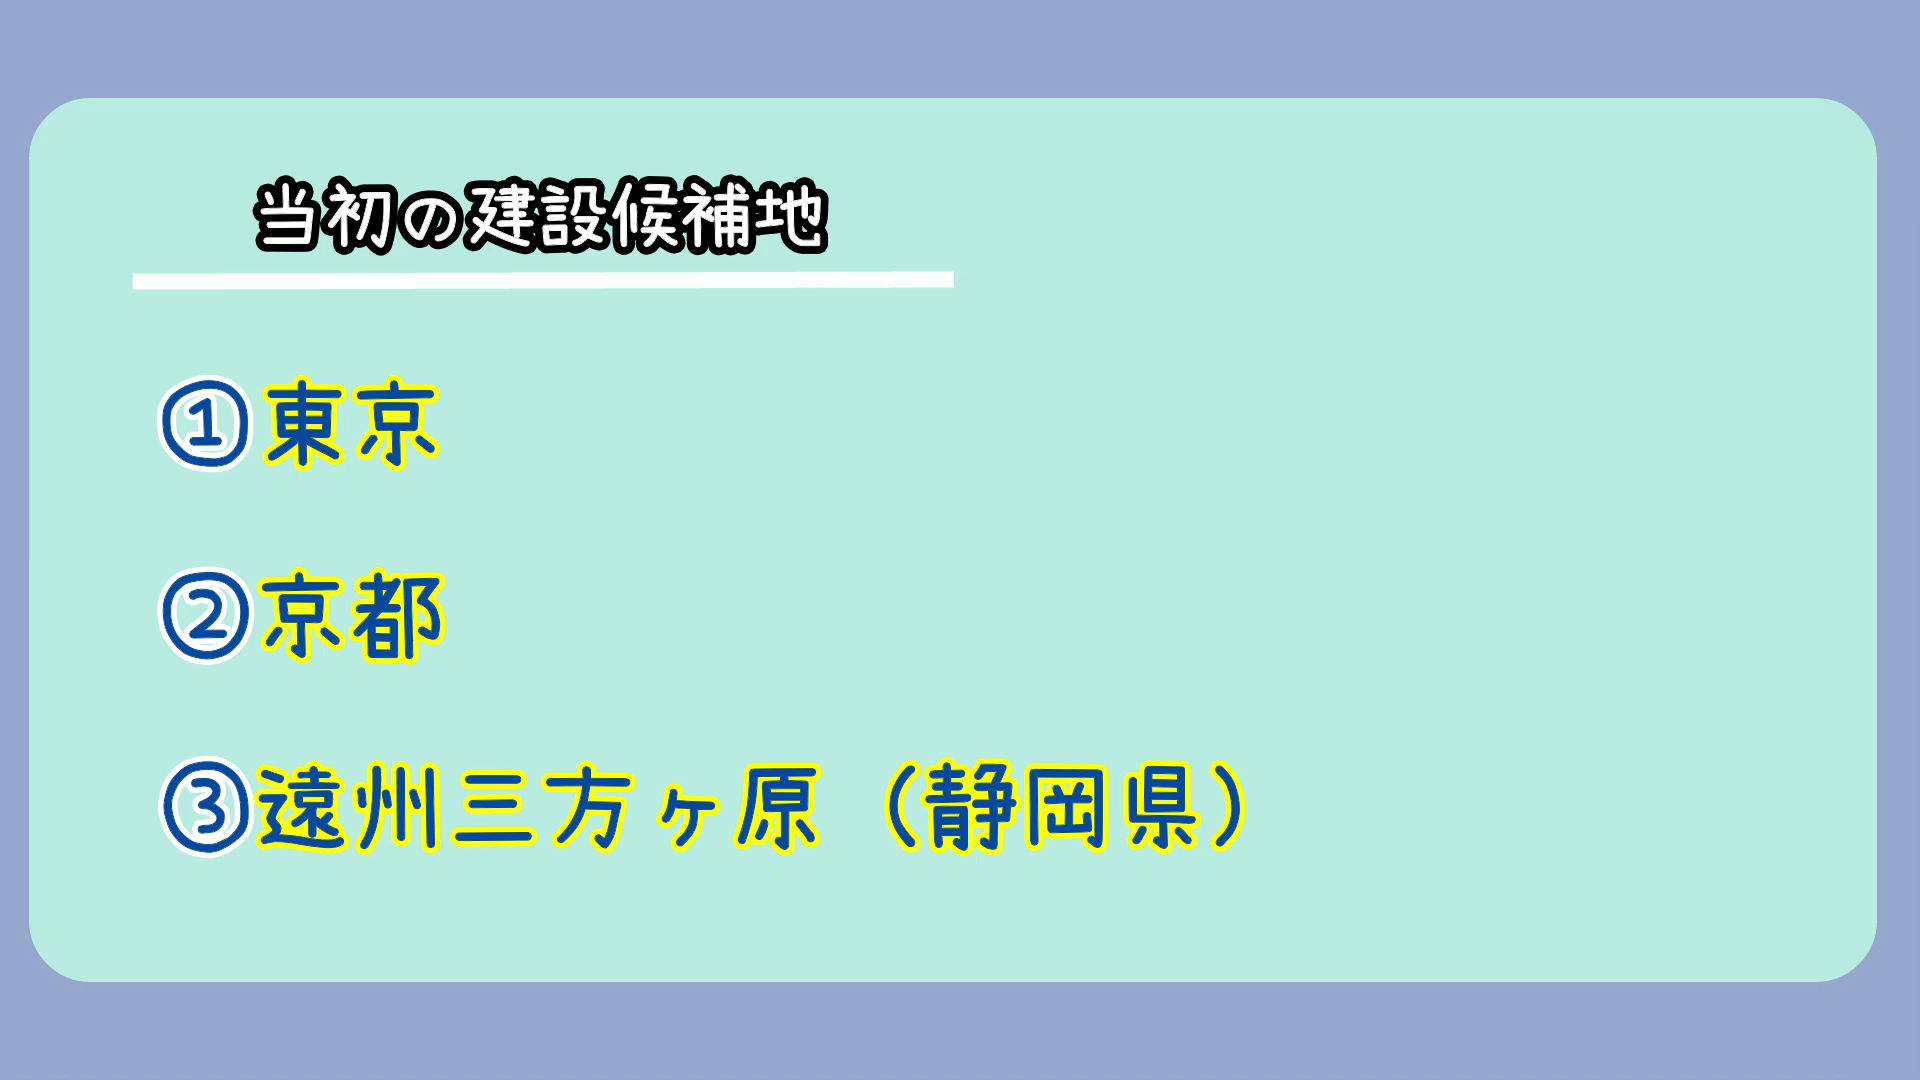 当初の建設候補地
①東京
②京都
③遠州三方ヶ原（静岡県）